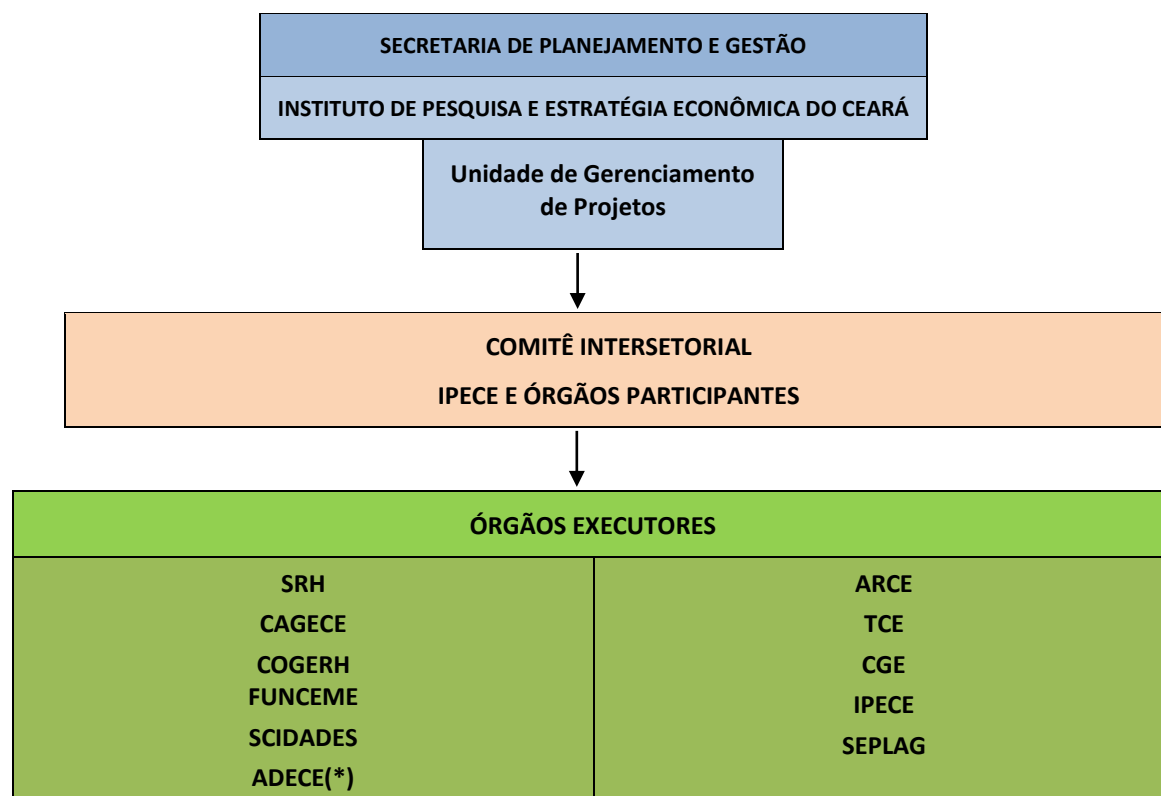 SECRETARIA DE PLANEJAMENTO E GESTÃO
INSTITUTO DE PESQUISA E ESTRATÉGIA ECONÔMICA DO CEARÁ
Unidade de Gerenciamento
de Projetos
COMITÊ INTERSETORIAL
IPECE E ÓRGÃOS PARTICIPANTES
ÓRGÃOS EXECUTORES
SRH
CAGECE
COGERH
FUNCEME
SCIDADES
ADECE(*)
ARCE
TCE
CGE
IPECE
SEPLAG